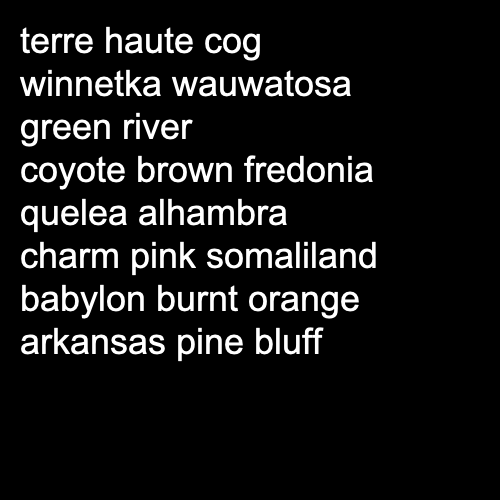 terre haute cog
winnetka wauwatosa
green river
coyote brown fredonia
quelea alhambra
charm pink somaliland
babylon burnt orange
arkansas pine bluff